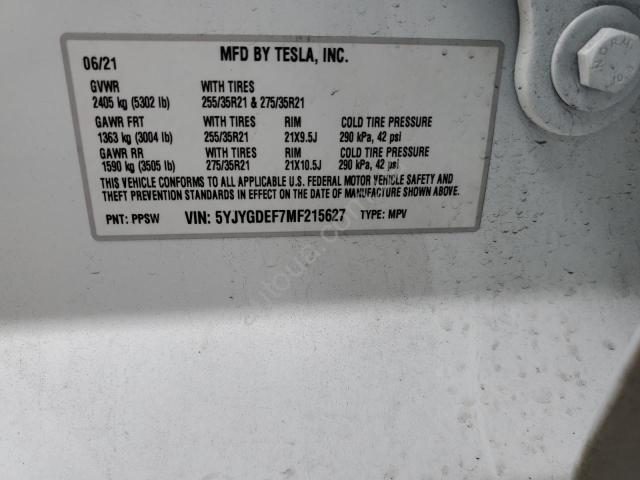 06/21 MFD BY TESLA, INC.
GVWR WITH TIRES
2405 kg (5302 lb) 255/35R21 & 275/35R21
GAWR FRT WITH TIRES RIM COLD TIRE PRESSURE
1363 kg (3004 lb) 255/35R21 21X9.5J 290 kPa, 42 psi
GAWR RR WITH TIRES RIM COLD TIRE PRESSURE
1590 kg (3505 lb) 275/35R21 21X10.5J 290 kPa, 42 psi
THIS VEHICLE CONFORMS TO ALL APPLICABLE U.S. FEDERAL MOTOR VEHICLE SAFETY AND
THEFT PREVENTION STANDARDS IN EFFECT ON THE DATE OF MANUFACTURE SHOWN ABOVE.
PNT: PPSW VIN: 5YJYGDEF7MF215627 TYPE: MPV
autoua.com